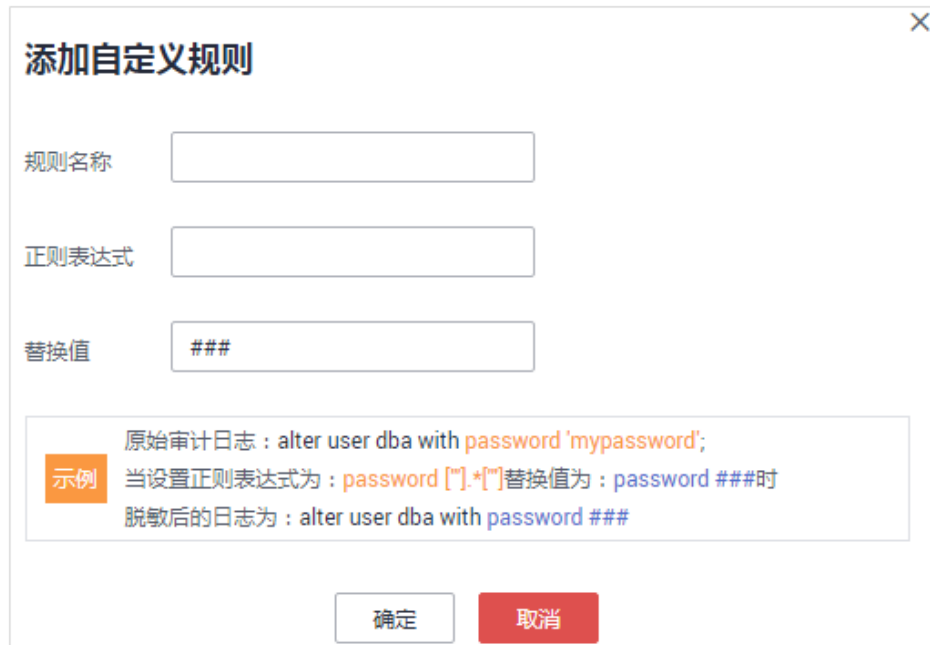 添加自定义规则
规则名称
正则表达式
替换值 ###
原始审计日志：alter user dba with password 'mypassword';
示例 当设置正则表达式为：password ['"].*['"]替换值为：password ###时
脱敏后的日志为：alter user dba with password ###
确定 取消